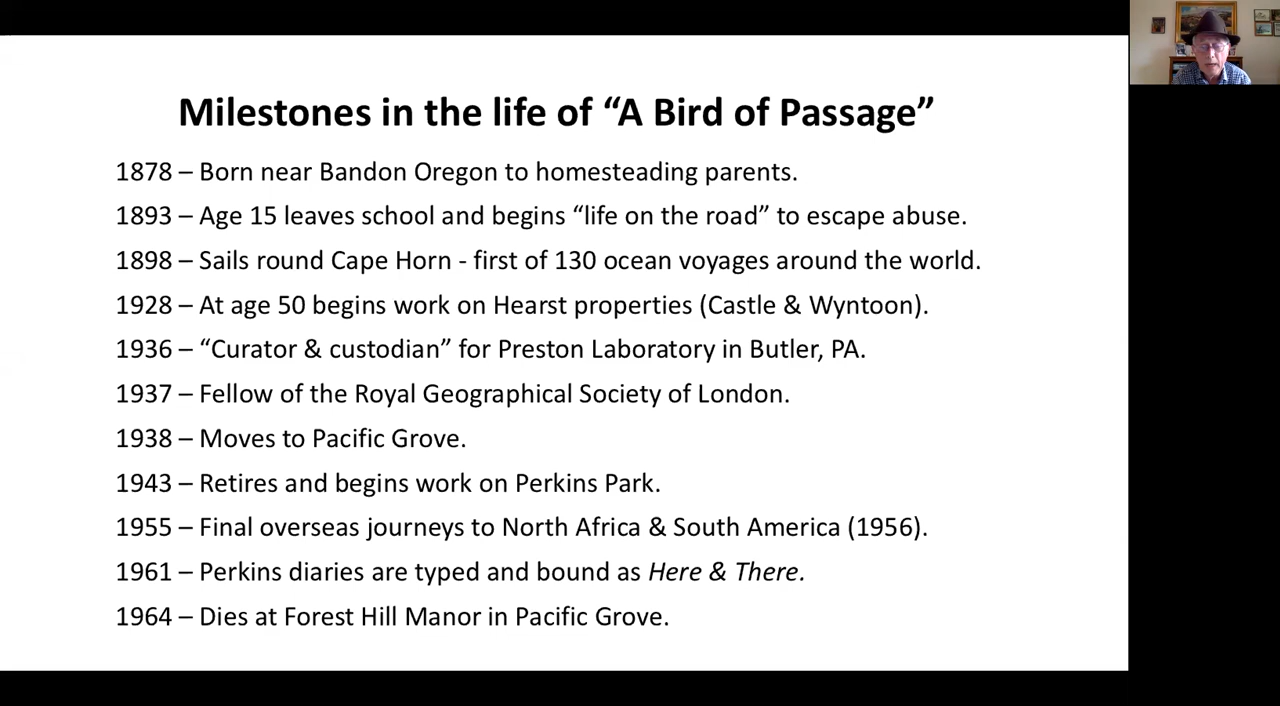 Milestones in the life of “A Bird of Passage”
1878 – Born near Bandon Oregon to homesteading parents.
1893 – Age 15 leaves school and begins “life on the road” to escape abuse.
1898 – Sails round Cape Horn - first of 130 ocean voyages around the world.
1928 – At age 50 begins work on Hearst properties (Castle & Wyntoon).
1936 – “Curator & custodian” for Preston Laboratory in Butler, PA.
1937 – Fellow of the Royal Geographical Society of London.
1938 – Moves to Pacific Grove.
1943 – Retires and begins work on Perkins Park.
1955 – Final overseas journeys to North Africa & South America (1956).
1961 – Perkins diaries are typed and bound as Here & There.
1964 – Dies at Forest Hill Manor in Pacific Grove.